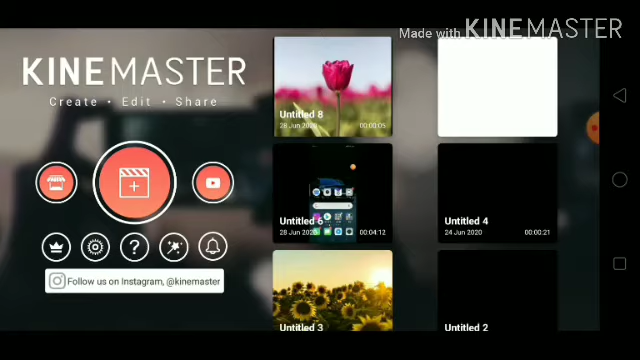 Made with KINEMASTER
KINEMASTER
Create • Edit • Share
Follow us on Instagram, @kinemaster
Untitled 8
28 Jun 2020 00:00:05
Untitled 6
28 Jun 2020 00:04:12
Untitled 4
24 Jun 2020 00:00:21
Untitled 3
Untitled 2